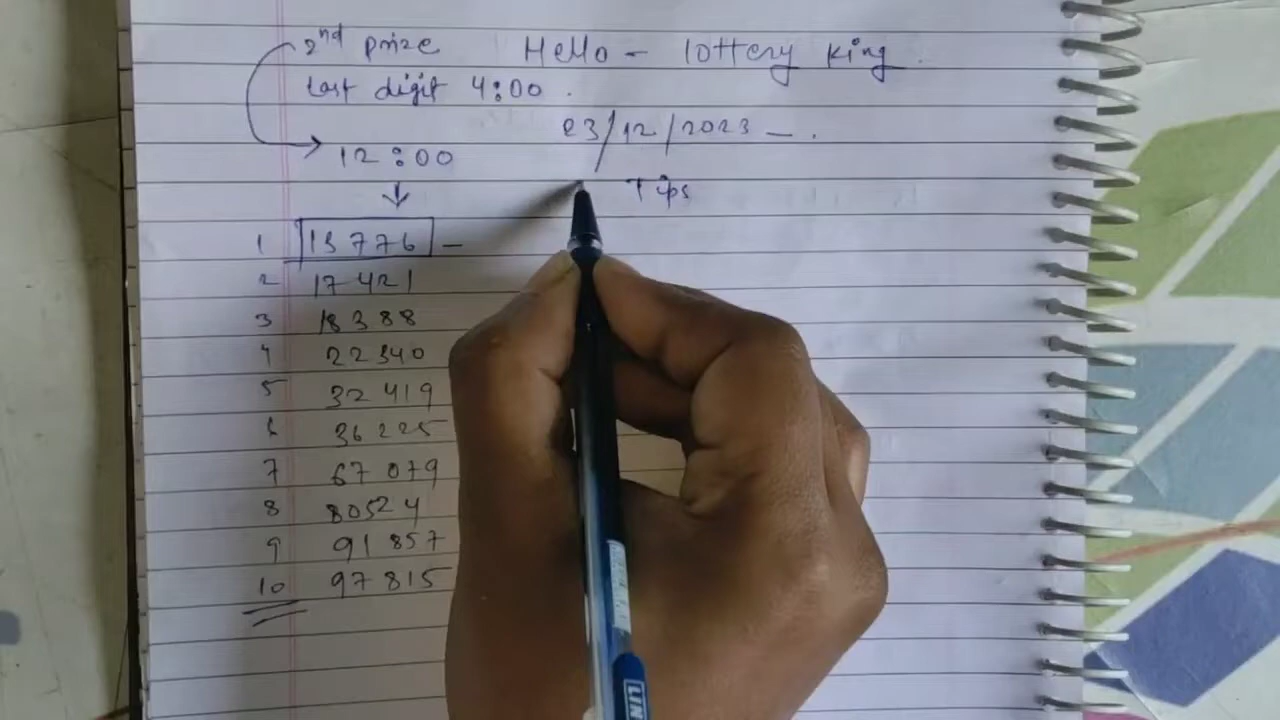 2nd prize Hello - lottery king.
Last digit 4:00.
23/12/2023 - .
12:00
Tips
1 13776 -
2 17421
3 18388
4 22340
5 32419
6 36225
7 67079
8 80524
9 91857
10 97815
LIN